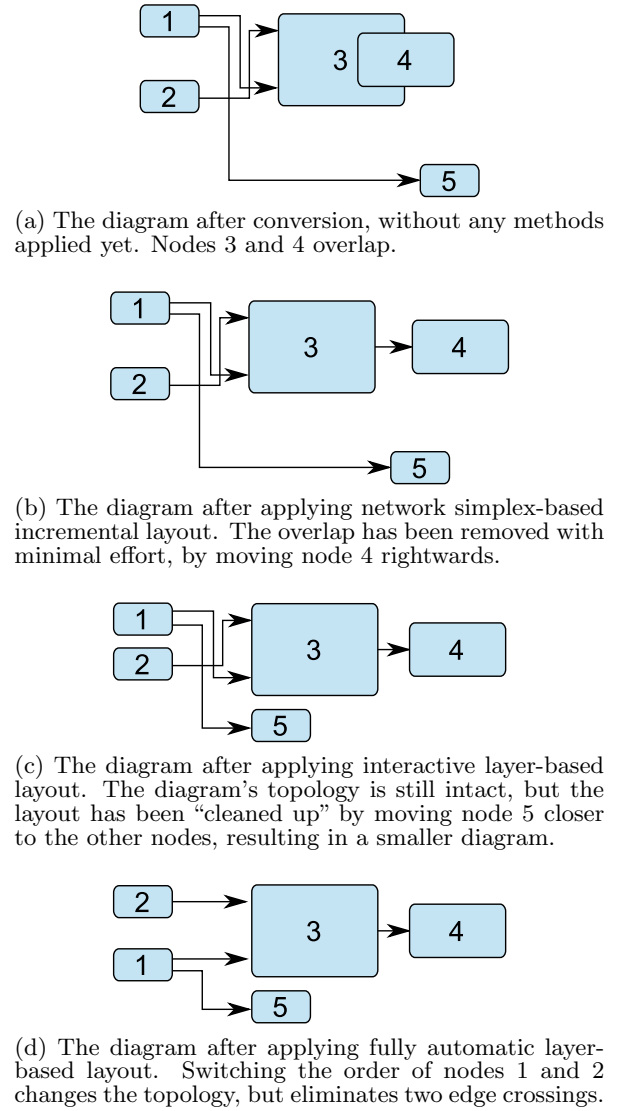 1
3
4
2
5
(a) The diagram after conversion, without any methods
applied yet. Nodes 3 and 4 overlap.
1
3
4
2
5
(b) The diagram after applying network simplex-based
incremental layout. The overlap has been removed with
minimal effort, by moving node 4 rightwards.
1
3
4
2
5
(c) The diagram after applying interactive layer-based
layout. The diagram's topology is still intact, but the
layout has been “cleaned up” by moving node 5 closer
to the other nodes, resulting in a smaller diagram.
2
3
4
1
5
(d) The diagram after applying fully automatic layer-
based layout. Switching the order of nodes 1 and 2
changes the topology, but eliminates two edge crossings.